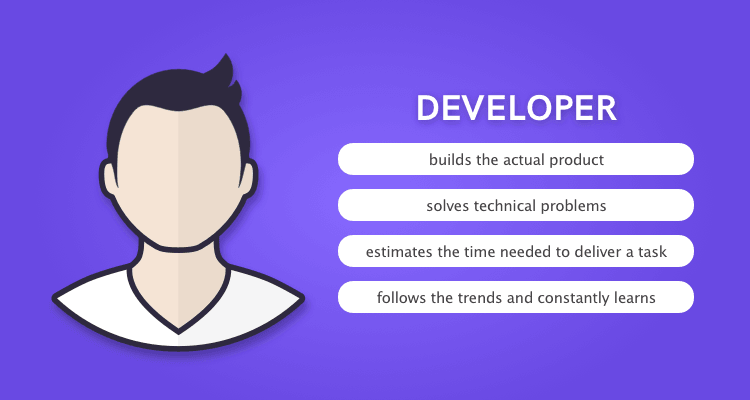 DEVELOPER
builds the actual product
solves technical problems
estimates the time needed to deliver a task
follows the trends and constantly learns